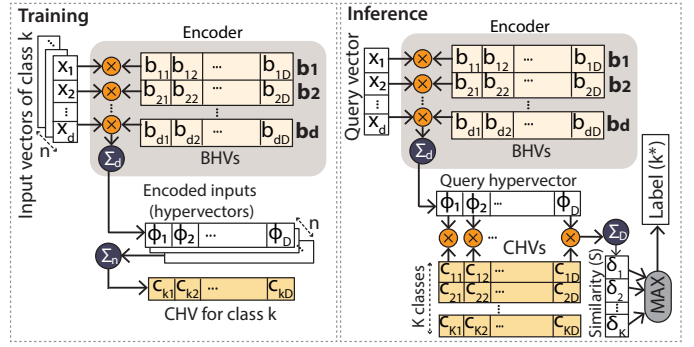 Training
Encoder
Input vectors of class k
n
x1
x2
⋮
xd
b11 b12 ... b1D b1
b21 b22 ... b2D b2
⋮
bd1 bd2 ... bdD bd
BHVs
Σd
Encoded inputs
(hypervectors)
n
ϕ1 ϕ2 ... ϕD
Σn
ck1 ck2 ... ckD
CHV for class k
Inference
Encoder
Query vector
x1
x2
⋮
xd
b11 b12 ... b1D b1
b21 b22 ... b2D b2
⋮
bd1 bd2 ... bdD bd
BHVs
Σd
Query hypervector
ϕ1 ϕ2 ... ϕD
...
CHVs
ΣD
K classes
c11 c12 ... c1D
c21 c22 ... c2D
⋮
cK1 cK2 ... cKD
Similarity (S)
δ1
δ2
⋮
δK
MAX
Label (k*)